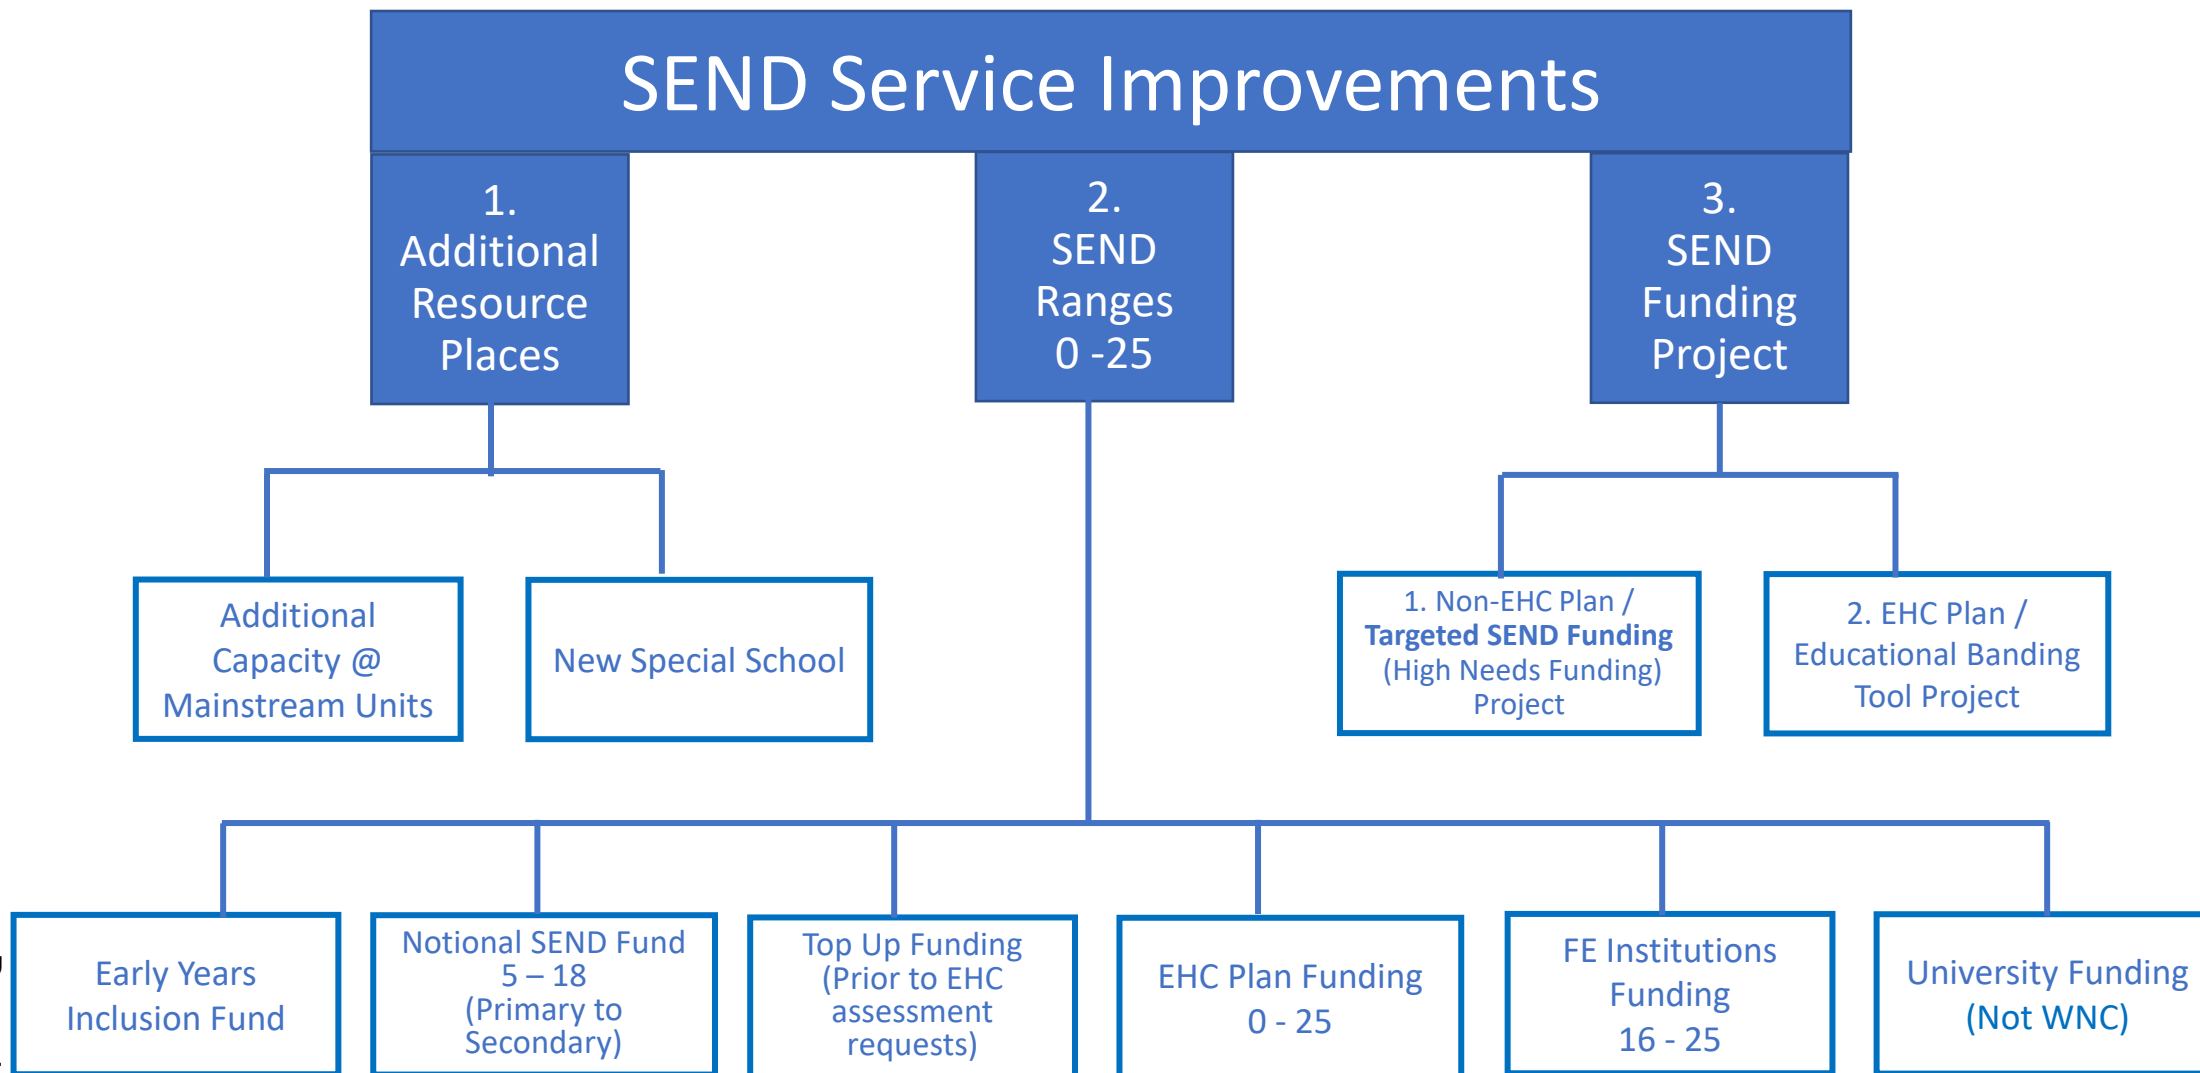 SEND Service Improvements
1.
Additional
Resource
Places
2.
SEND
Ranges
0 -25
3.
SEND
Funding
Project
Additional
Capacity @
Mainstream Units
New Special School
1. Non-EHC Plan /
Targeted SEND Funding
(High Needs Funding)
Project
2. EHC Plan /
Educational Banding
Tool Project
Early Years
Inclusion Fund
Notional SEND Fund
5 – 18
(Primary to
Secondary)
Top Up Funding
(Prior to EHC
assessment
requests)
EHC Plan Funding
0 - 25
FE Institutions
Funding
16 - 25
University Funding
(Not WNC)